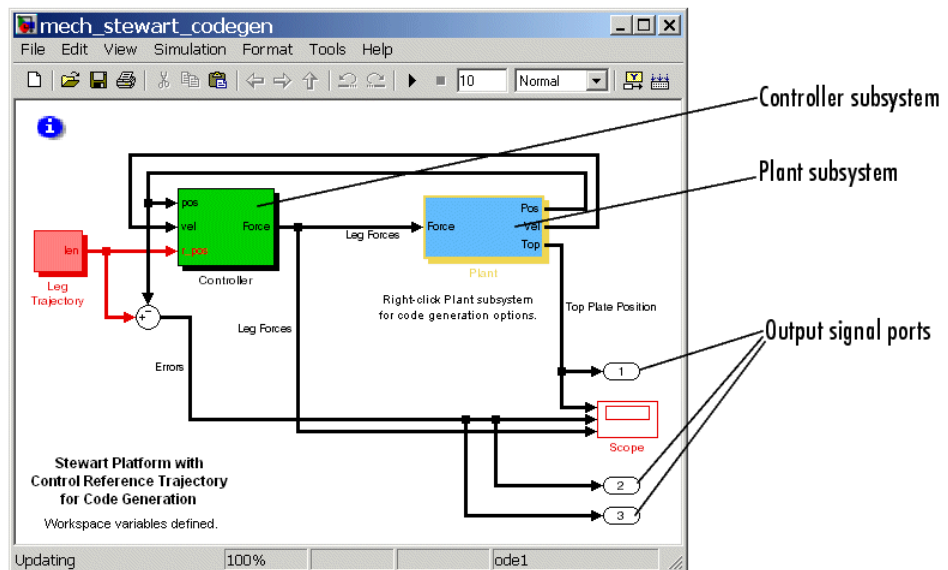 mech_stewart_codegen
File Edit View Simulation Format Tools Help
10 Normal
Controller subsystem
Plant subsystem
Output signal ports
pos
vel
r_pos
Force
Controller
len
Leg
Trajectory
Leg Forces
Force
Pos
Vel
Top
Plant
Right-click Plant subsystem
for code generation options.
Top Plate Position
Leg Forces
Errors
1
Scope
2
3
Stewart Platform with
Control Reference Trajectory
for Code Generation
Workspace variables defined.
Updating 100% ode1